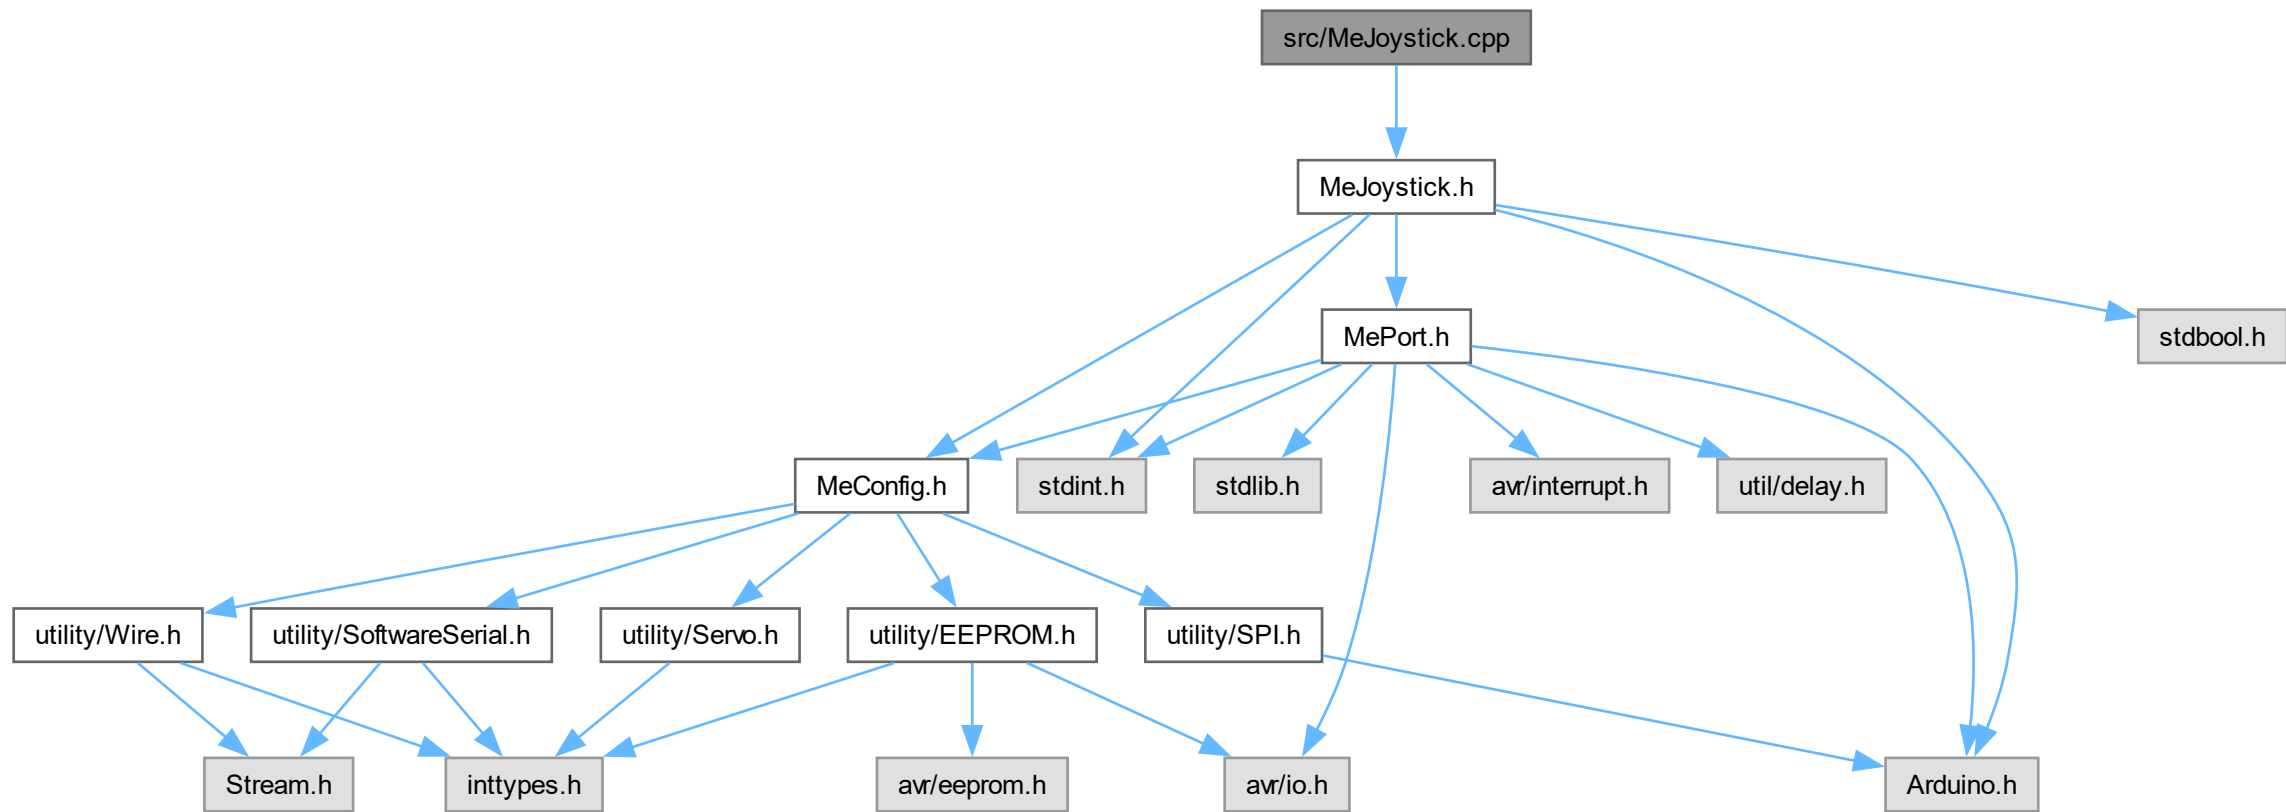 src/MeJoystick.cpp
MeJoystick.h
MePort.h
stdbool.h
MeConfig.h
stdint.h
stdlib.h
avr/interrupt.h
util/delay.h
utility/Wire.h
utility/SoftwareSerial.h
utility/Servo.h
utility/EEPROM.h
utility/SPI.h
Stream.h
inttypes.h
avr/eeprom.h
avr/io.h
Arduino.h